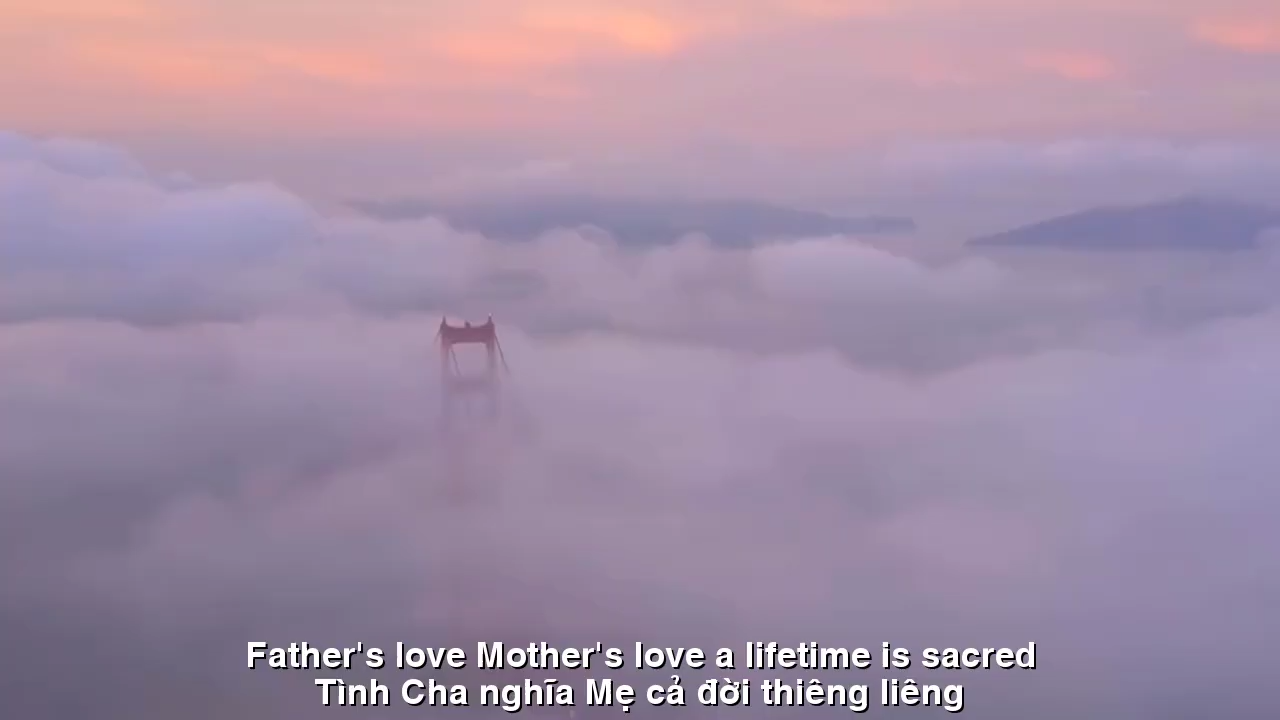 Father's love Mother's love a lifetime is sacred
Tình Cha nghĩa Mẹ cả đời thiêng liêng